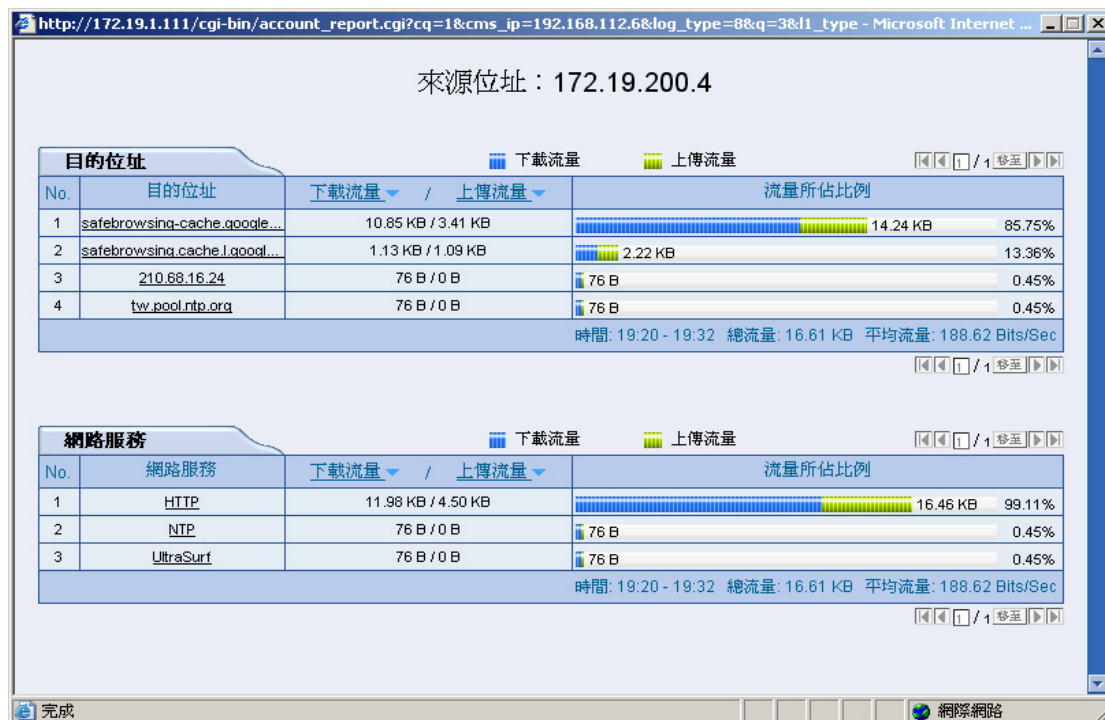 http://172.19.1.111/cgi-bin/account_report.cgi?cq=1&cms_ip=192.168.112.6&log_type=8&q=3&l1_type - Microsoft Internet ...
來源位址：172.19.200.4
目的位址 下載流量 上傳流量 1 / 1 移至
No. 目的位址 下載流量 / 上傳流量 流量所佔比例
1 safebrowsing-cache.google... 10.85 KB / 3.41 KB 14.24 KB 85.75%
2 safebrowsing.cache.l.googl... 1.13 KB / 1.09 KB 2.22 KB 13.36%
3 210.68.16.24 76 B / 0 B 76 B 0.45%
4 tw.pool.ntp.org 76 B / 0 B 76 B 0.45%
時間: 19:20 - 19:32 總流量: 16.61 KB 平均流量: 188.62 Bits/Sec
1 / 1 移至
網路服務 下載流量 上傳流量 1 / 1 移至
No. 網路服務 下載流量 / 上傳流量 流量所佔比例
1 HTTP 11.98 KB / 4.50 KB 16.46 KB 99.11%
2 NTP 76 B / 0 B 76 B 0.45%
3 UltraSurf 76 B / 0 B 76 B 0.45%
時間: 19:20 - 19:32 總流量: 16.61 KB 平均流量: 188.62 Bits/Sec
1 / 1 移至
完成 網際網路